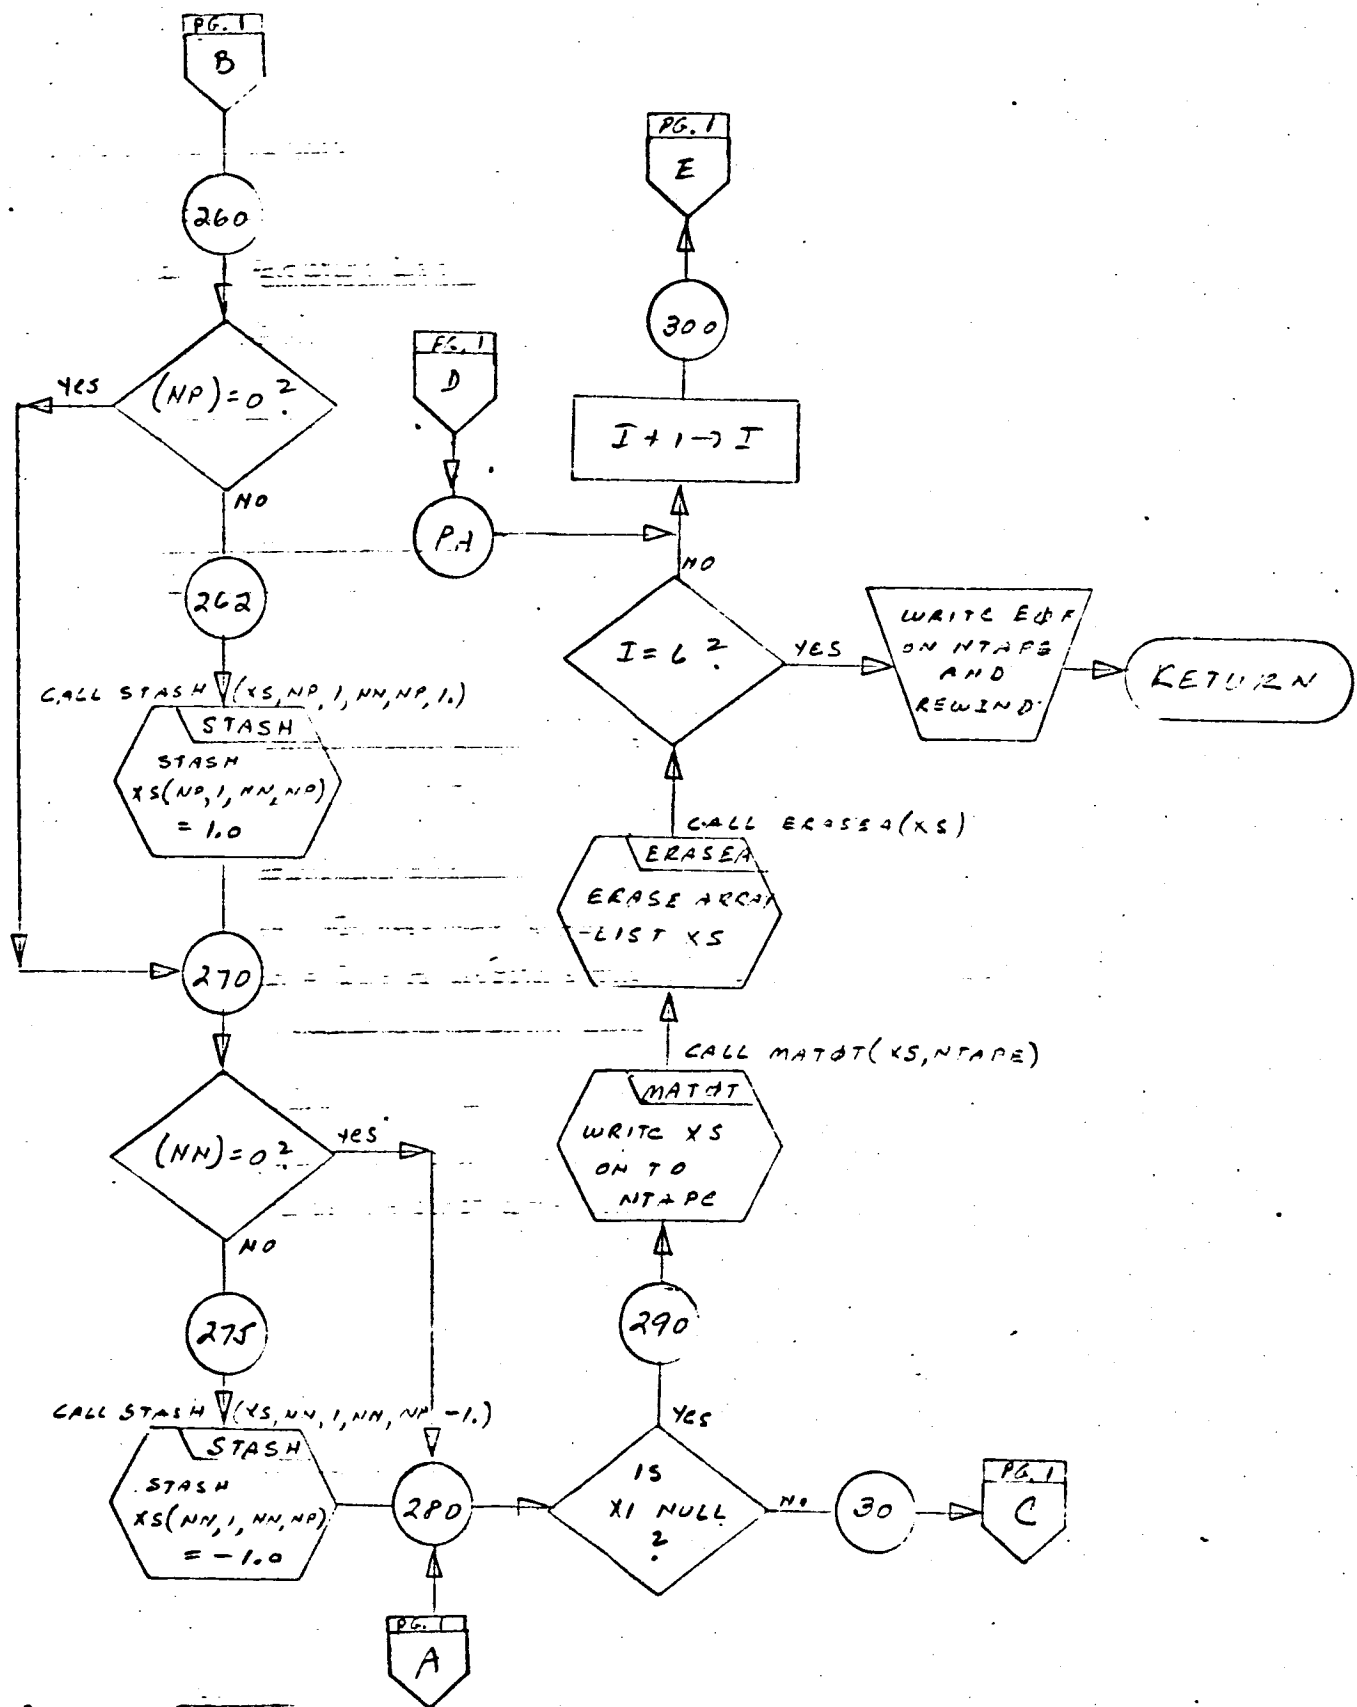 PG. 1
B
260
(NP)=0?
YES
NO
262
CALL STASH (XS,NP,1,NN,NP,1.)
STASH
STASH
XS(NP,1,NN,NP)
= 1.0
270
(NN)=0?
YES
NO
275
CALL STASH (XS,NN,1,NN,NP,-1.)
STASH
STASH
XS(NN,1,NN,NP)
= -1.0
280
PG. 1
A
IS
X1 NULL
?
NO
30
PG. 1
C
YES
290
CALL MATØT(XS,NTAPE)
MATØT
WRITE XS
ON TO
NTAPE
CALL ERASEA(XS)
ERASEA
ERASE ARRAY
LIST XS
I=6?
YES
WRITE EØF
ON NTAPE
AND
REWIND
RETURN
NO
PG. 1
D
I+1→I
300
PG. 1
E